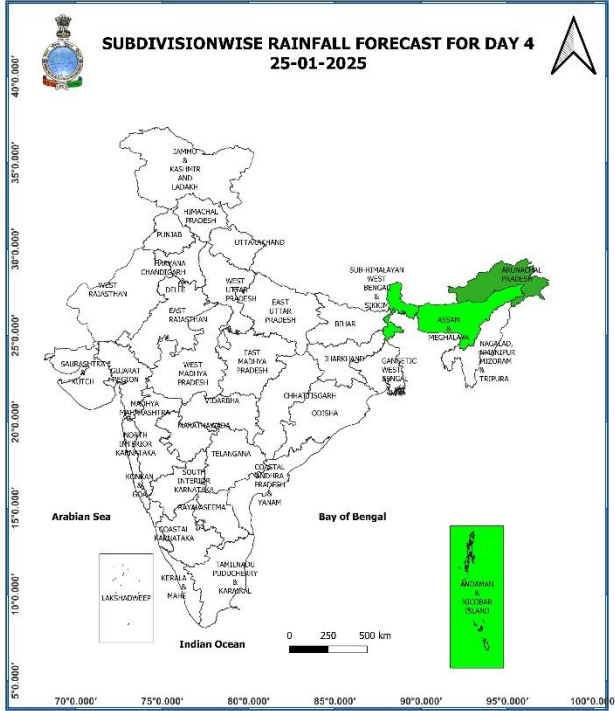 SUBDIVISIONWISE RAINFALL FORECAST FOR DAY 4
25-01-2025
40°0.000'
35°0.000'
30°0.000'
25°0.000'
20°0.000'
15°0.000'
10°0.000'
5°0.000'
JAMMU
&
KASHMIR
AND
LADAKH
HIMACHAL
PRADESH
PUNJAB
UTTARAKHAND
HARYANA
CHANDIGARH
&
DELHI
WEST
RAJASTHAN
WEST
UTTAR
PRADESH
EAST
RAJASTHAN
EAST
UTTAR
PRADESH
SUB-HIMALAYAN
WEST
BENGAL
&
SIKKIM
ARUNACHAL
PRADESH
ASSAM
&
MEGHALAYA
NAGALAD,
MANIPUR
MIZORAM
&
TRIPURA
BIHAR
SAURASHTRA
&
KUTCH
GUJARAT
REGION
WEST
MADHYA
PRADESH
EAST
MADHYA
PRADESH
JHARKHAND
GANGETIC
WEST
BENGAL
MADHYA
MAHARASHTRA
VIDARBHA
CHHATTISGARH
ODISHA
MARATHAWADA
NORTH
INTERIOR
KARNATAKA
TELANGANA
KONKAN
&
GOA
SOUTH
INTERIOR
KARNATAKA
COASTAL
ANDHRA
PRADESH
&
YANAM
RAYALASEEMA
COASTAL
KARNATAKA
Arabian Sea
Bay of Bengal
LAKSHADWEEP
KERALA
&
MAHE
TAMILNADU
PUDUCHERRY
&
KARAIKAL
ANDAMAN
&
NICOBAR
ISLAND
Indian Ocean
0 250 500 km
70°0.000' 75°0.000' 80°0.000' 85°0.000' 90°0.000' 95°0.000' 100°0.000'